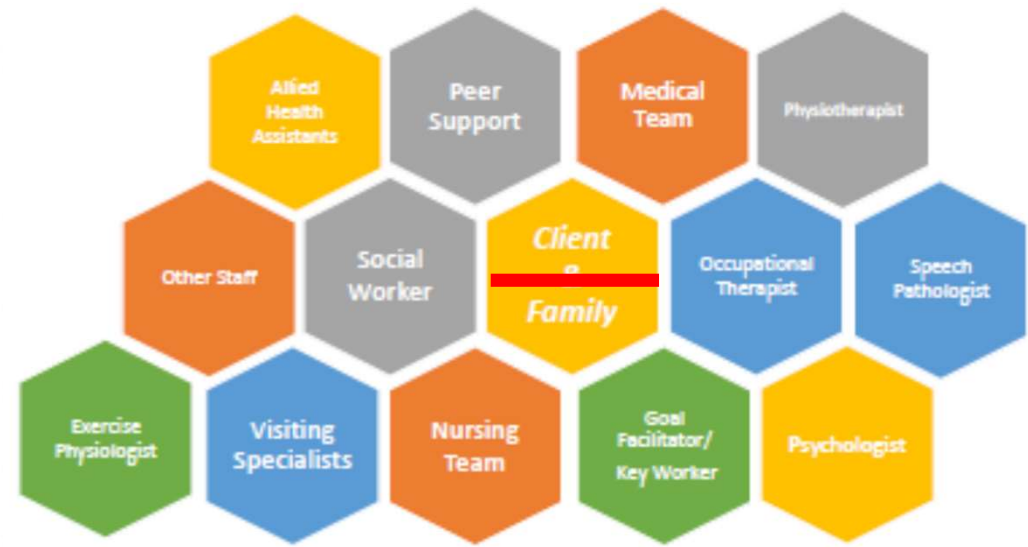 Allied
Health
Assistants
Peer
Support
Medical
Team
Physiotherapist
Other Staff
Social
Worker
Client
Family
Occupational
Therapist
Speech
Pathologist
Exercise
Physiologist
Visiting
Specialists
Nursing
Team
Goal
Facilitator/
Key Worker
Psychologist